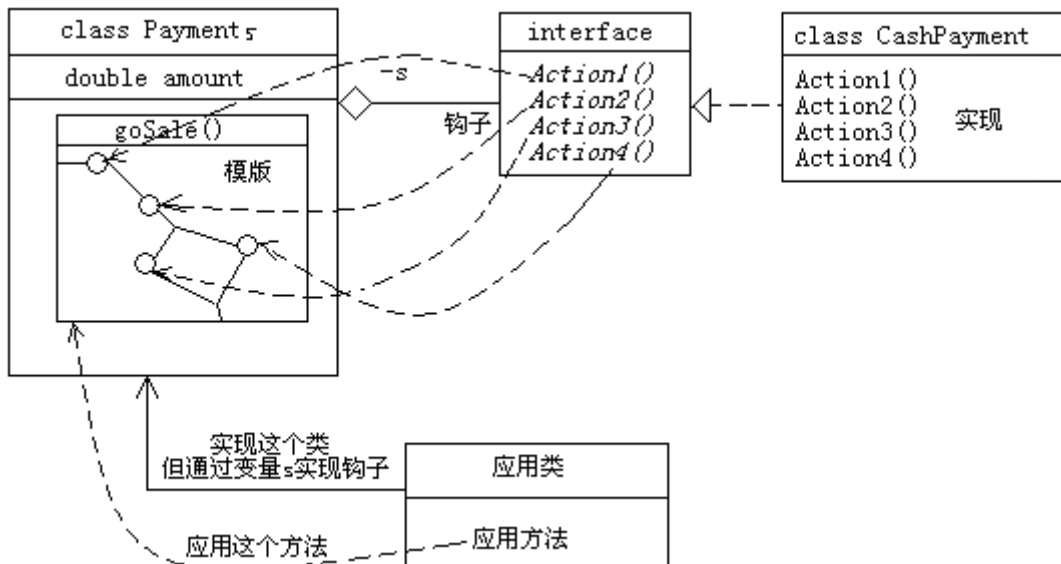 class Payments
double amount
goSale()
模版
-s
钩子
interface
Action1()
Action2()
Action3()
Action4()
class CashPayment
Action1()
Action2()
Action3()
Action4()
实现
实现这个类
但通过变量s实现钩子
应用类
应用这个方法
应用方法